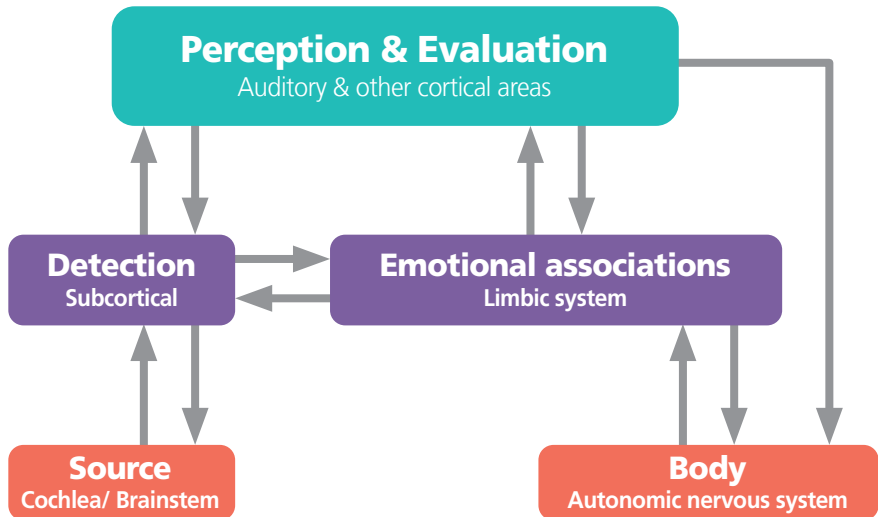 Perception & Evaluation
Auditory & other cortical areas
Detection
Subcortical
Emotional associations
Limbic system
Source
Cochlea/ Brainstem
Body
Autonomic nervous system